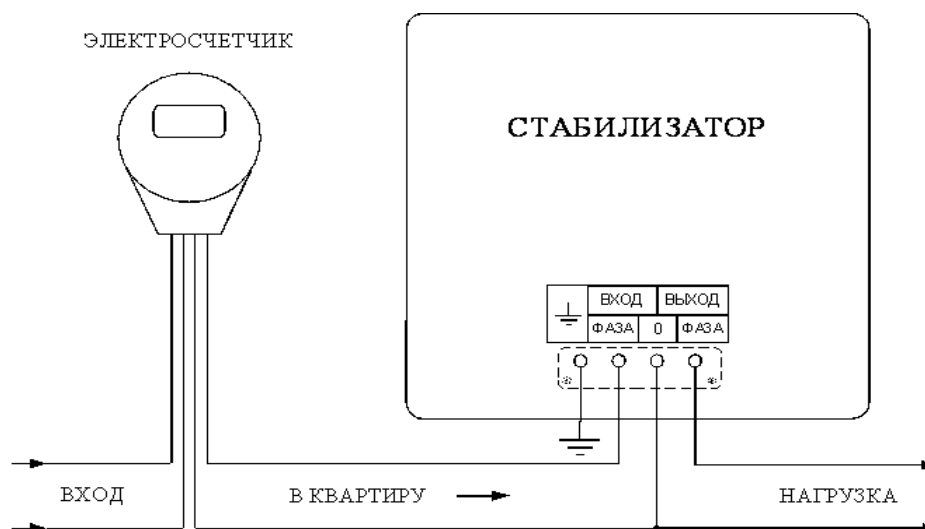 ЭЛЕКТРОСЧЕТЧИК
СТАБИЛИЗАТОР
ВХОД ВЫХОД
ФАЗА 0 ФАЗА
ВХОД В КВАРТИРУ НАГРУЗКА